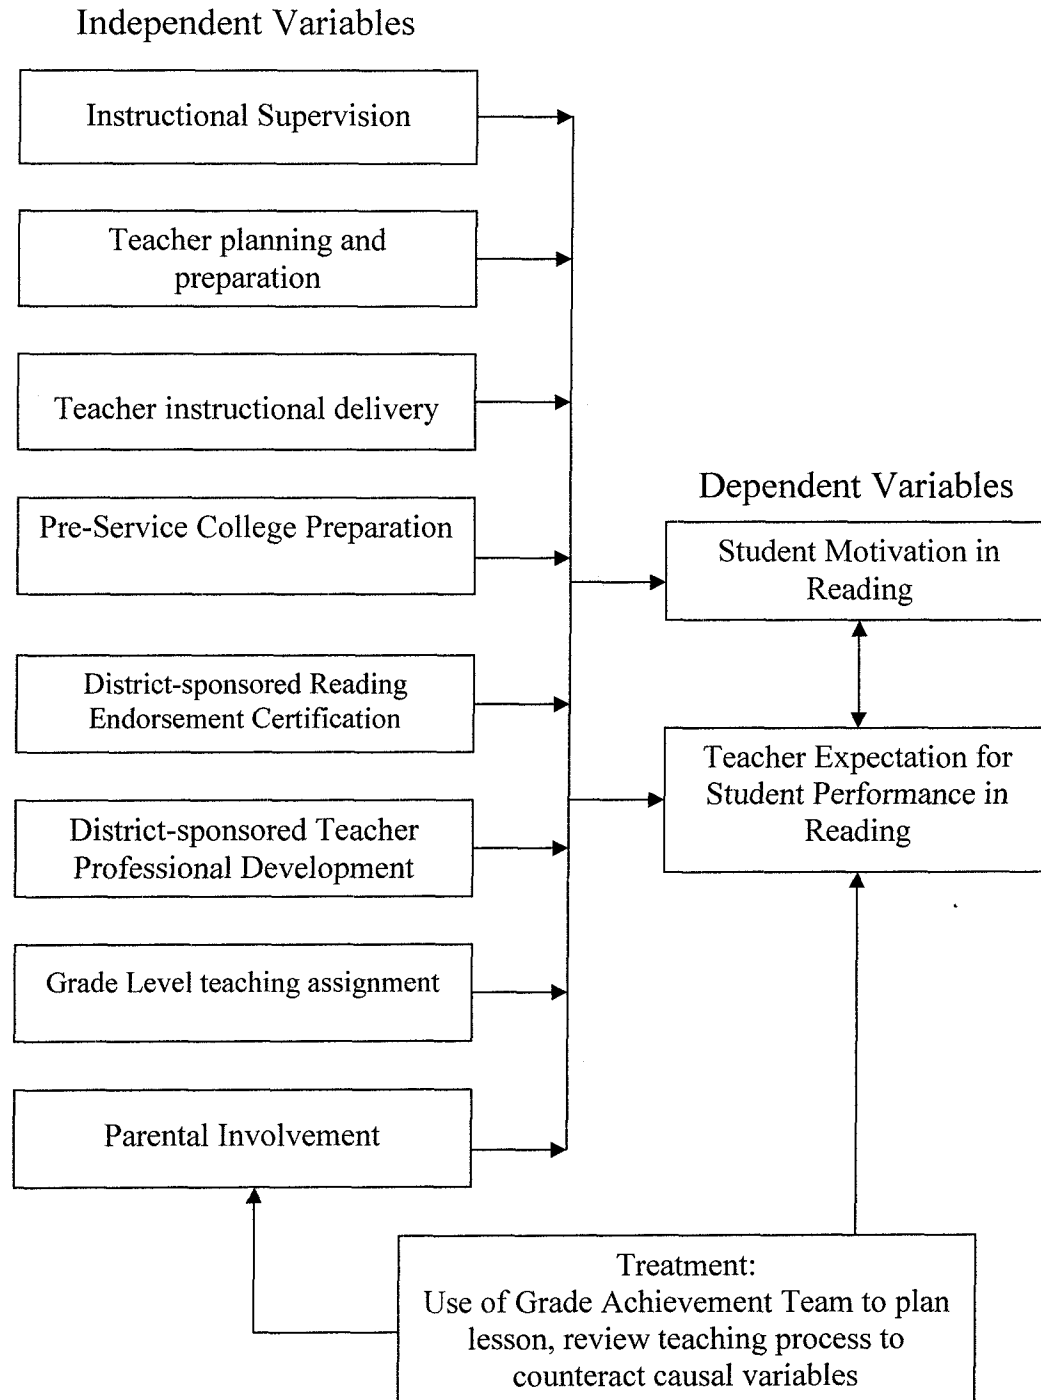 Independent Variables
Instructional Supervision
Teacher planning and
preparation
Teacher instructional delivery
Pre-Service College Preparation
District-sponsored Reading
Endorsement Certification
District-sponsored Teacher
Professional Development
Grade Level teaching assignment
Parental Involvement
Dependent Variables
Student Motivation in
Reading
Teacher Expectation for
Student Performance in
Reading
Treatment:
Use of Grade Achievement Team to plan
lesson, review teaching process to
counteract causal variables